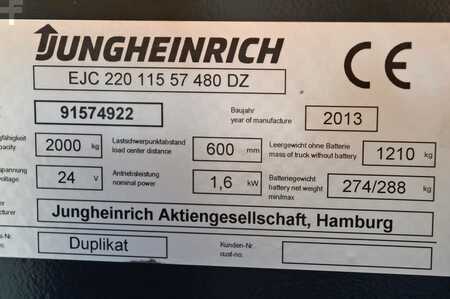 JUNGHEINRICH
CE
EJC 220 115 57 480 DZ
91574922
Baujahr
year of manufacture
2013
2000 kg
Lastschwerpunktabstand
load center distance
600 mm
Leergewicht ohne Batterie
mass of truck without battery
1210 kg
24 V
Antriebsleistung
nominal power
1,6 kW
Batteriegewicht
battery net weight
min/max
274/288 kg
Jungheinrich Aktiengesellschaft, Hamburg
Duplikat
Kunden-Nr.
cust-no.